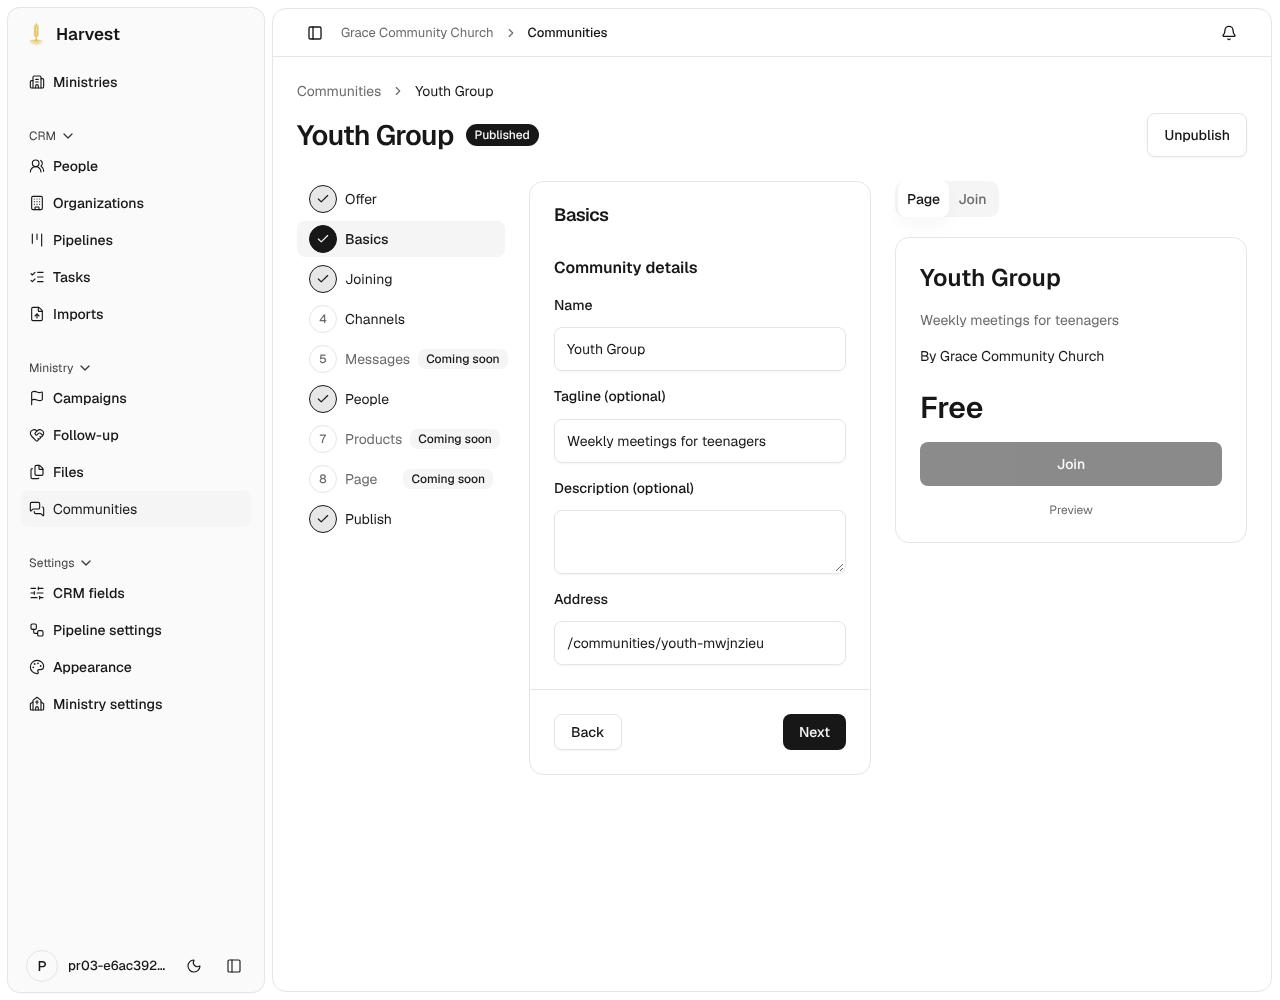 Harvest
Ministries
CRM
People
Organizations
Pipelines
Tasks
Imports
Ministry
Campaigns
Follow-up
Files
Communities
Settings
CRM fields
Pipeline settings
Appearance
Ministry settings
P pr03-e6ac392…
Grace Community Church Communities
Communities Youth Group
Youth Group Published
Unpublish
Offer
Basics
Joining
4 Channels
5 Messages Coming soon
People
7 Products Coming soon
8 Page Coming soon
Publish
Basics
Community details
Name
Youth Group
Tagline (optional)
Weekly meetings for teenagers
Description (optional)
Address
/communities/youth-mwjnzieu
Back Next
Page Join
Youth Group
Weekly meetings for teenagers
By Grace Community Church
Free
Join
Preview